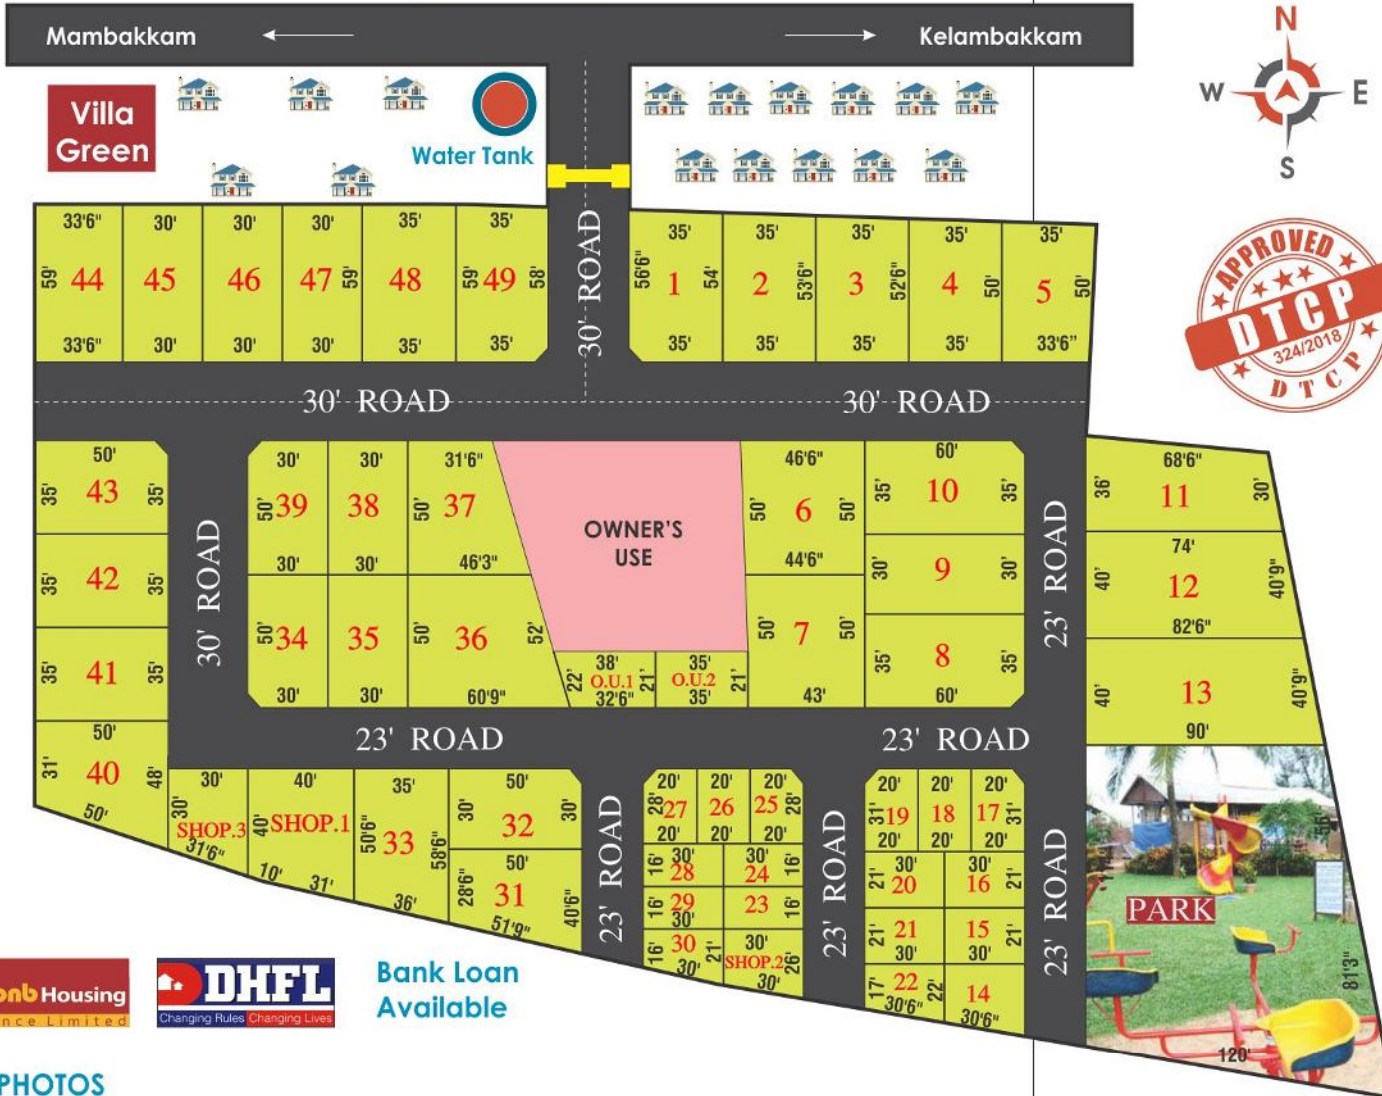 Mambakkam
Kelambakkam
N
W
E
S
Villa
Green
Water Tank
APPROVED
DTCP
324/2018
DTCP
33'6" 30' 30' 30' 35' 35'
59' 44 45 46 47 59' 48 59' 49 58'
33'6" 30' 30' 30' 35' 35'
30' ROAD
35' 35' 35' 35' 35'
56'6" 1 54' 2 53'6" 3 52'6" 4 50' 5 50'
35' 35' 35' 35' 33'6"
30' ROAD
30' ROAD
50'
35' 43 35'
35' 42 35'
35' 41 35'
50'
31' 40 48'
50'
30' ROAD
30' 30' 31'6"
50' 39 38 50' 37
30' 30' 46'3"
50' 34 35 50' 36 52'
30' 30' 60'9"
OWNER'S
USE
38' 35'
22' O.U.1 21' O.U.2 21'
32'6" 35'
46'6"
50' 6 50'
44'6"
50' 7 50'
43'
60'
35' 10 35'
30' 9 30'
35' 8 35'
60'
23' ROAD
68'6"
36' 11 30'
74'
40' 12 40'9"
82'6"
40' 13 40'9"
90'
23' ROAD
23' ROAD
30' 40' 35' 50'
30' SHOP.3 40' SHOP.1 50'6" 33 58'6" 30' 32 30'
31'6" 10' 31' 36'
50'
28'6" 31 40'6"
51'9"
23' ROAD
20' 20' 20'
28' 27 26 25 28'
20' 20' 20'
16' 30' 28 30' 24 16'
16' 29 30' 23 16'
16' 30 30' 21' 30' SHOP.2 26'
30'
23' ROAD
20' 20' 20'
31' 19 18 17 31'
20' 20' 20'
21' 30' 20 30' 16 21'
21' 21 30' 15 30' 21'
17' 22 30'6" 22' 14 30'6"
23' ROAD
56'
PARK
81'3"
120'
onb Housing
nce Limited
DHFL
Changing Rules Changing Lives
Bank Loan
Available
PHOTOS